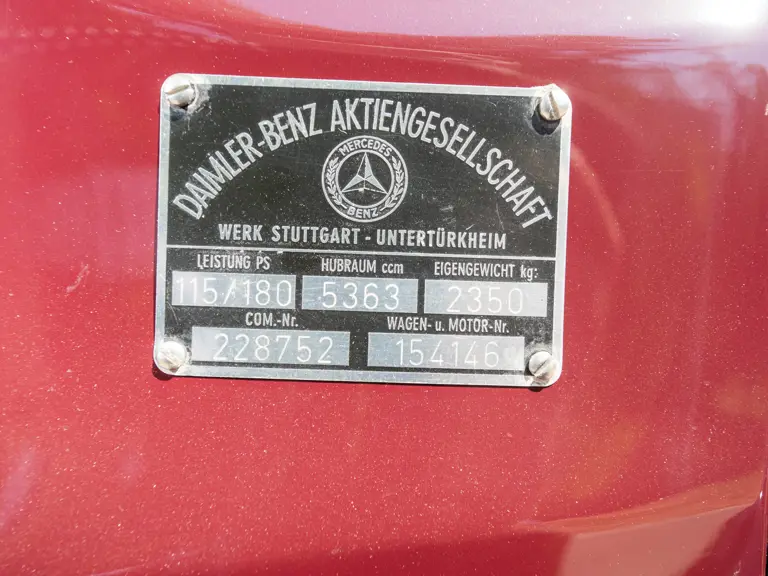 DAIMLER-BENZ AKTIENGESELLSCHAFT
MERCEDES
BENZ
WERK STUTTGART - UNTERTÜRKHEIM
LEISTUNG PS HUBRAUM ccm EIGENGEWICHT kg:
115/180 5363 2350
COM.-Nr. WAGEN- u. MOTOR-Nr.
228752 154146